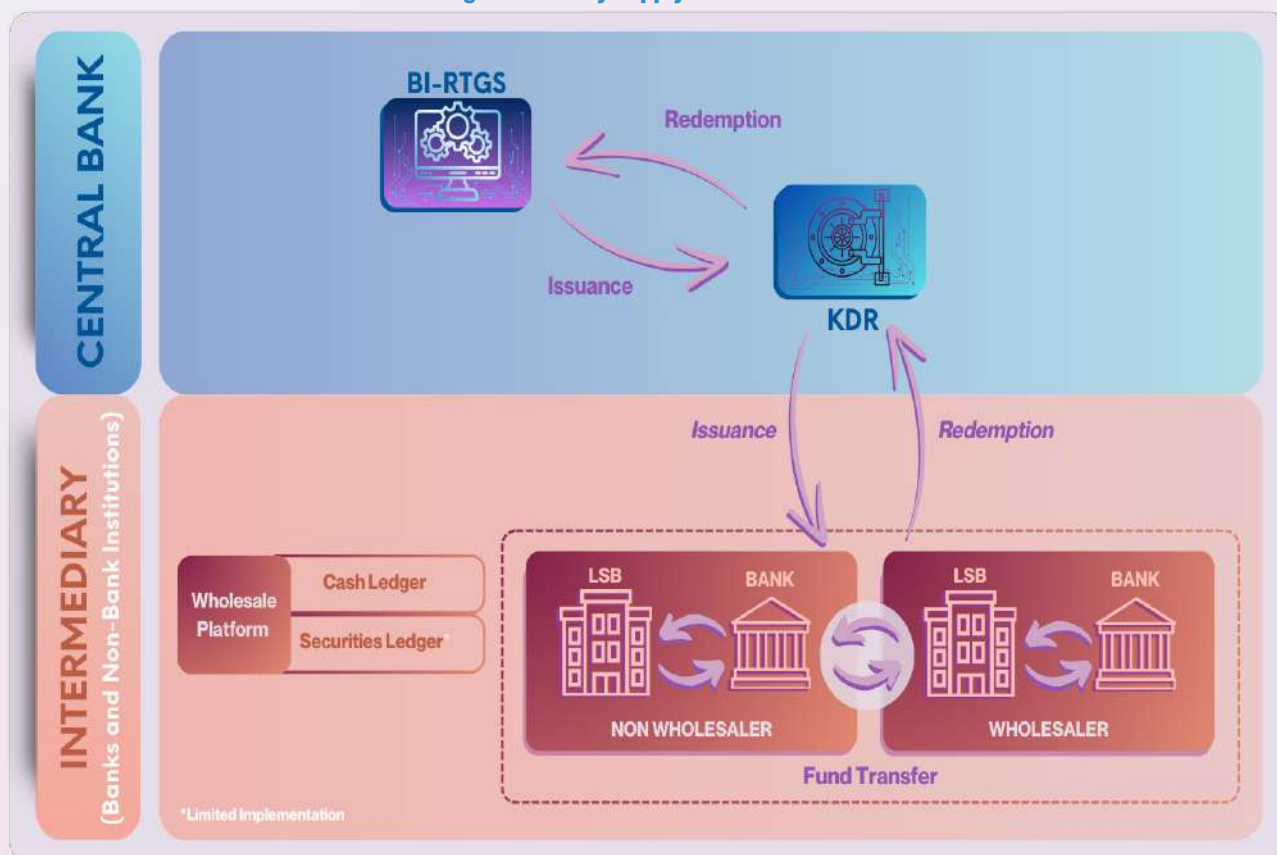 CENTRAL BANK
BI-RTGS
Redemption
Issuance
KDR
INTERMEDIARY
(Banks and Non-Bank Institutions)
Issuance
Redemption
Wholesale
Platform
Cash Ledger
Securities Ledger*
LSB
BANK
NON WHOLESALER
LSB
BANK
WHOLESALER
Fund Transfer
*Limited Implementation